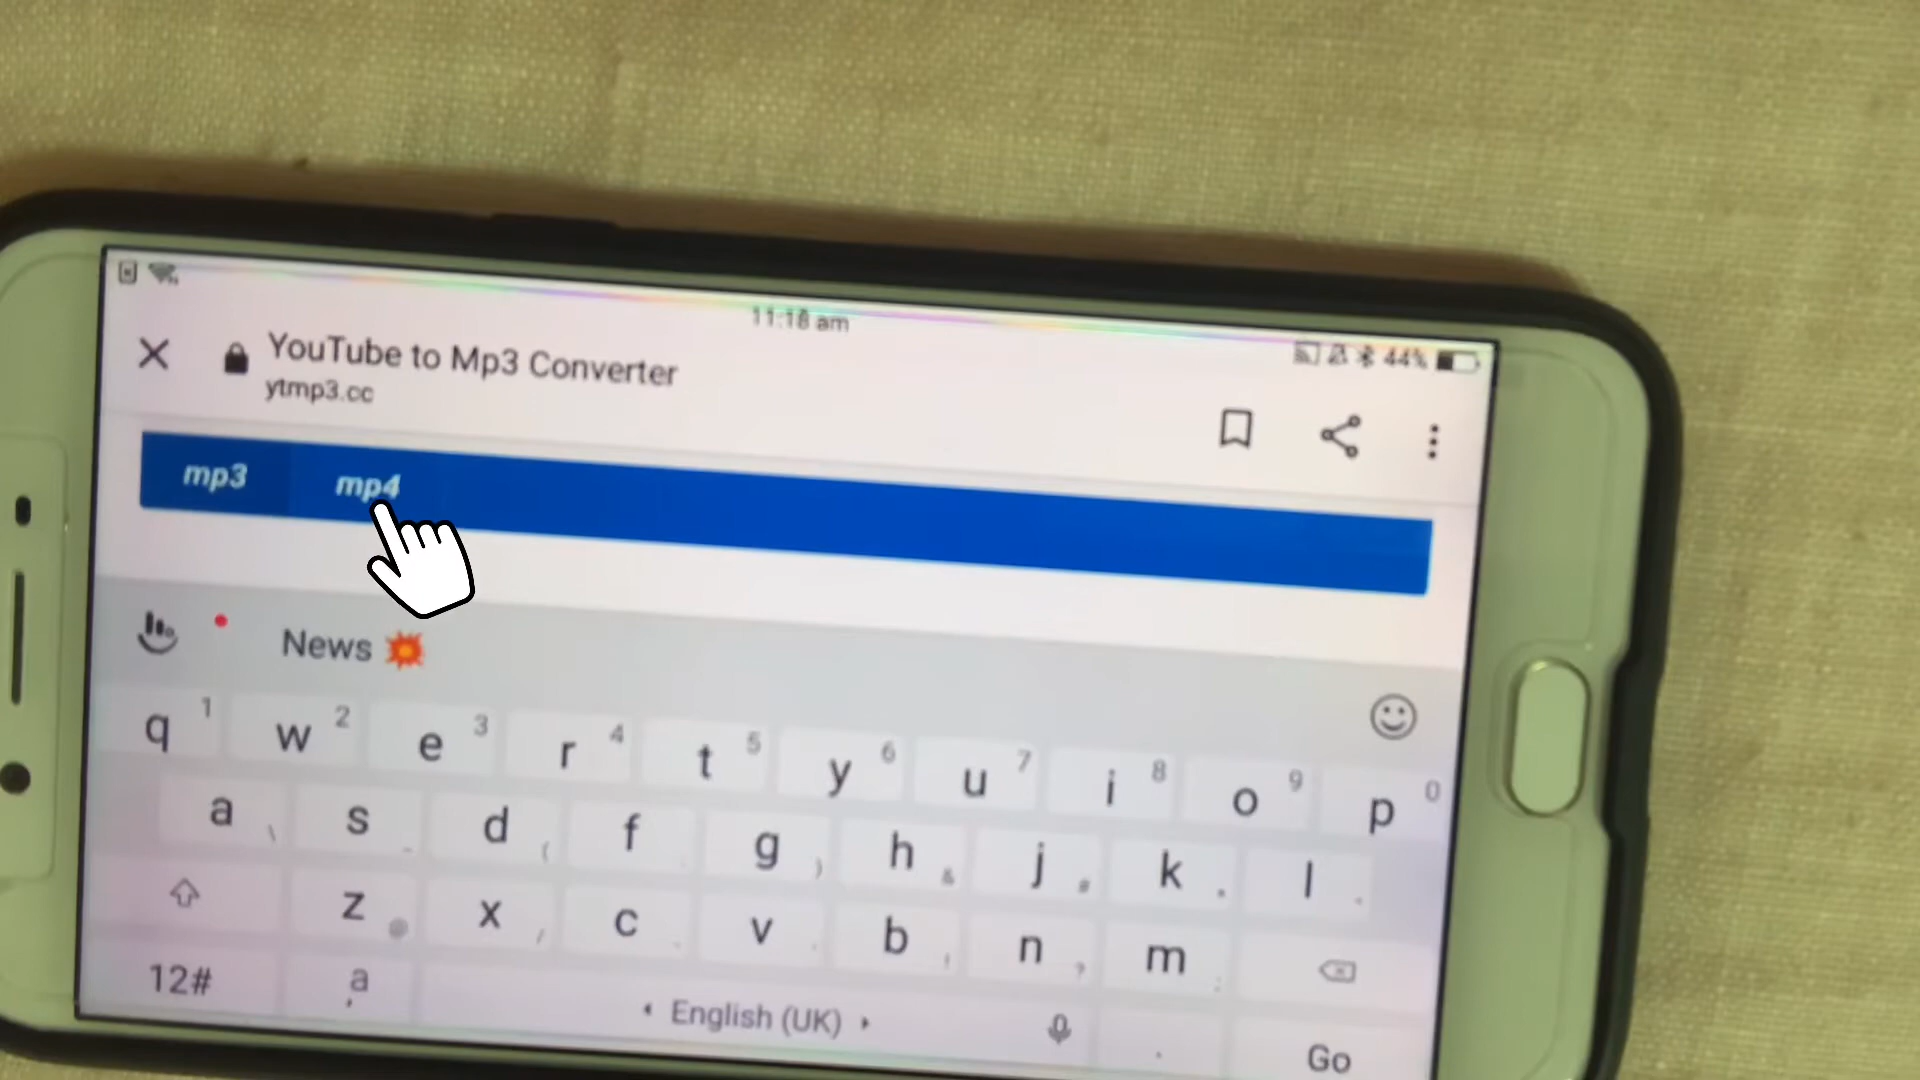 11:18 am
44%
YouTube to Mp3 Converter
ytmp3.cc
mp3 mp4
News
q 1 w 2 e 3 r 4 t 5 y 6 u 7 i 8 o 9 p 0
a \ s d ( f g ) h & j # k l
z @ x / c v b n ? m
12# a English (UK) Go